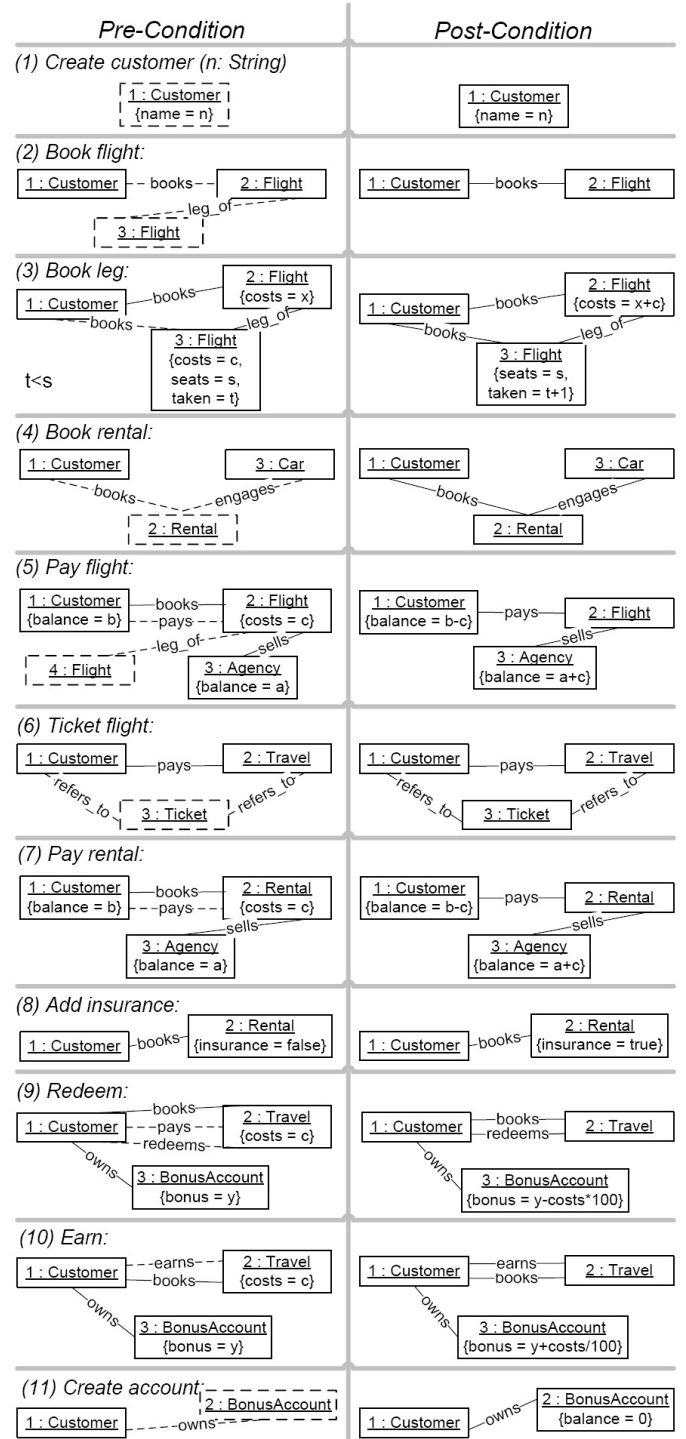 Pre-Condition Post-Condition
(1) Create customer (n: String)
1 : Customer
{name = n}
1 : Customer
{name = n}
(2) Book flight:
1 : Customer books 2 : Flight
leg_of
3 : Flight
1 : Customer books 2 : Flight
(3) Book leg:
2 : Flight
{costs = x}
1 : Customer books
books leg_of
3 : Flight
{costs = c,
seats = s,
taken = t}
t<s
2 : Flight
{costs = x+c}
1 : Customer books
books leg_of
3 : Flight
{seats = s,
taken = t+1}
(4) Book rental:
1 : Customer 3 : Car
books engages
2 : Rental
1 : Customer 3 : Car
books engages
2 : Rental
(5) Pay flight:
1 : Customer books 2 : Flight
{balance = b} pays {costs = c}
leg_of sells
4 : Flight
3 : Agency
{balance = a}
1 : Customer
{balance = b-c} pays 2 : Flight
sells
3 : Agency
{balance = a+c}
(6) Ticket flight:
1 : Customer pays 2 : Travel
refers_to refers_to
3 : Ticket
1 : Customer pays 2 : Travel
refers_to refers_to
3 : Ticket
(7) Pay rental:
1 : Customer books 2 : Rental
{balance = b} pays {costs = c}
sells
3 : Agency
{balance = a}
1 : Customer
{balance = b-c} pays 2 : Rental
sells
3 : Agency
{balance = a+c}
(8) Add insurance:
2 : Rental
{insurance = false}
1 : Customer books
2 : Rental
{insurance = true}
1 : Customer books
(9) Redeem:
books
1 : Customer pays 2 : Travel
redeems {costs = c}
owns
3 : BonusAccount
{bonus = y}
1 : Customer books 2 : Travel
redeems
owns
3 : BonusAccount
{bonus = y-costs*100}
(10) Earn:
1 : Customer earns 2 : Travel
books {costs = c}
owns
3 : BonusAccount
{bonus = y}
1 : Customer earns 2 : Travel
books
owns
3 : BonusAccount
{bonus = y+costs/100}
(11) Create account:
2 : BonusAccount
1 : Customer owns
2 : BonusAccount
{balance = 0}
1 : Customer owns